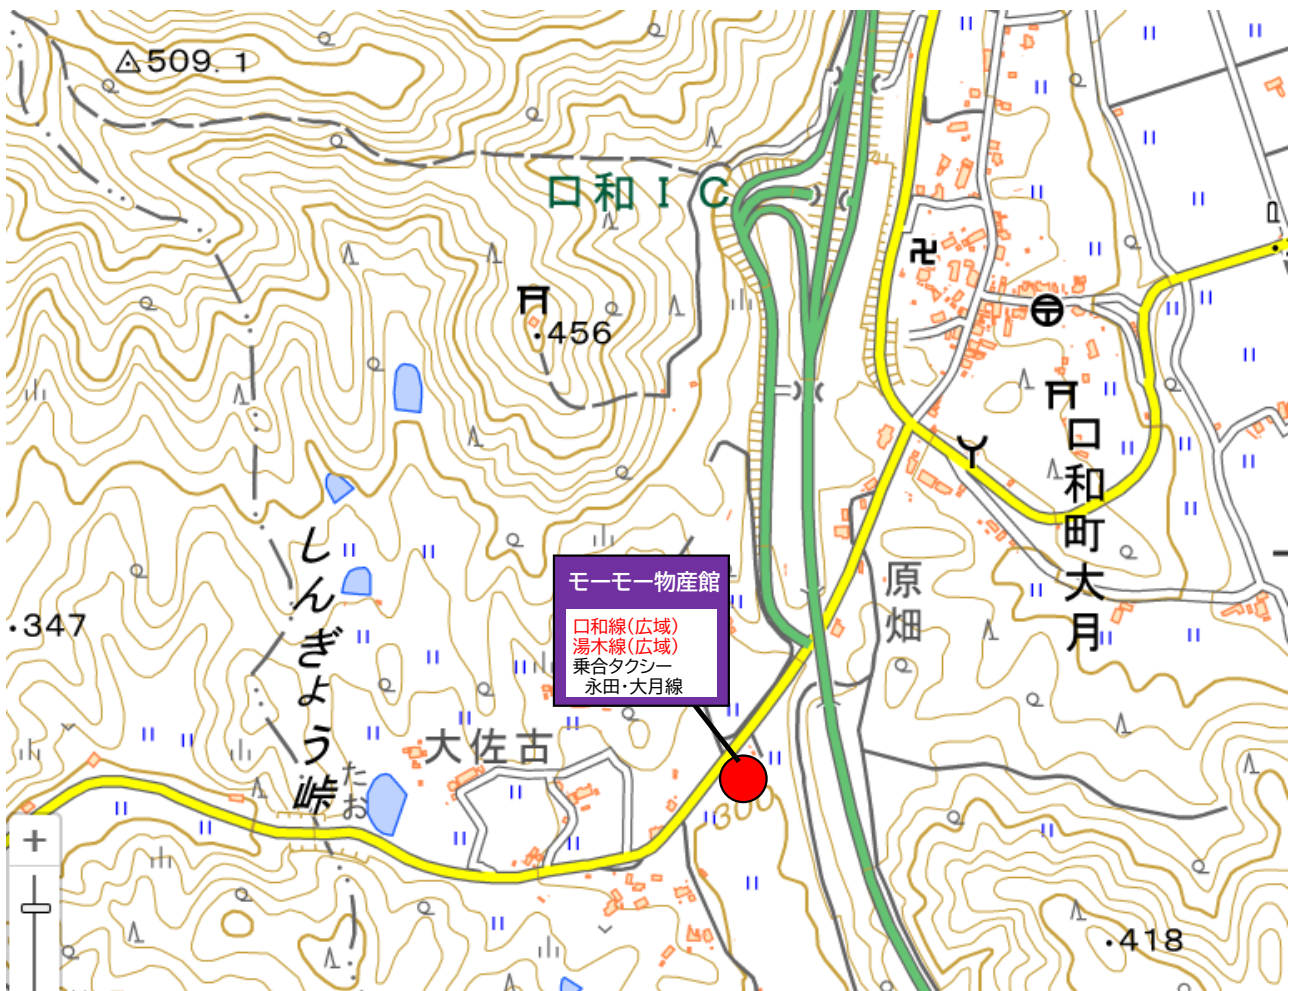 509.1
口和IC
456
口和町大月
しんぎょう峠
たお
347
原畑
モーモー物産館
口和線(広域)
湯木線(広域)
乗合タクシー
永田・大月線
大佐古
300
418
+